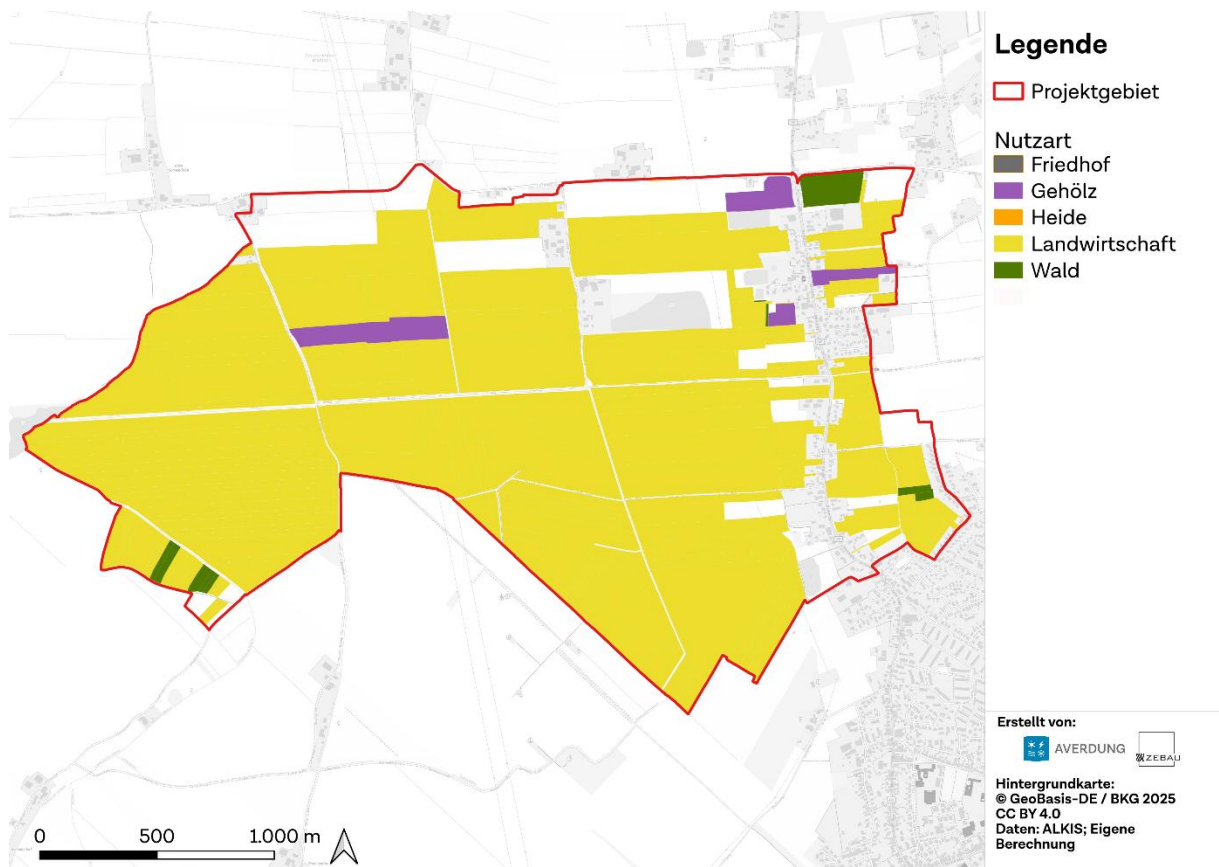 Legende
Projektgebiet
Nutzart
Friedhof
Gehölz
Heide
Landwirtschaft
Wald
Erstellt von:
AVERDUNG
ZEBAU
Hintergrundkarte:
© GeoBasis-DE / BKG 2025
CC BY 4.0
Daten: ALKIS; Eigene
Berechnung
0 500 1.000 m